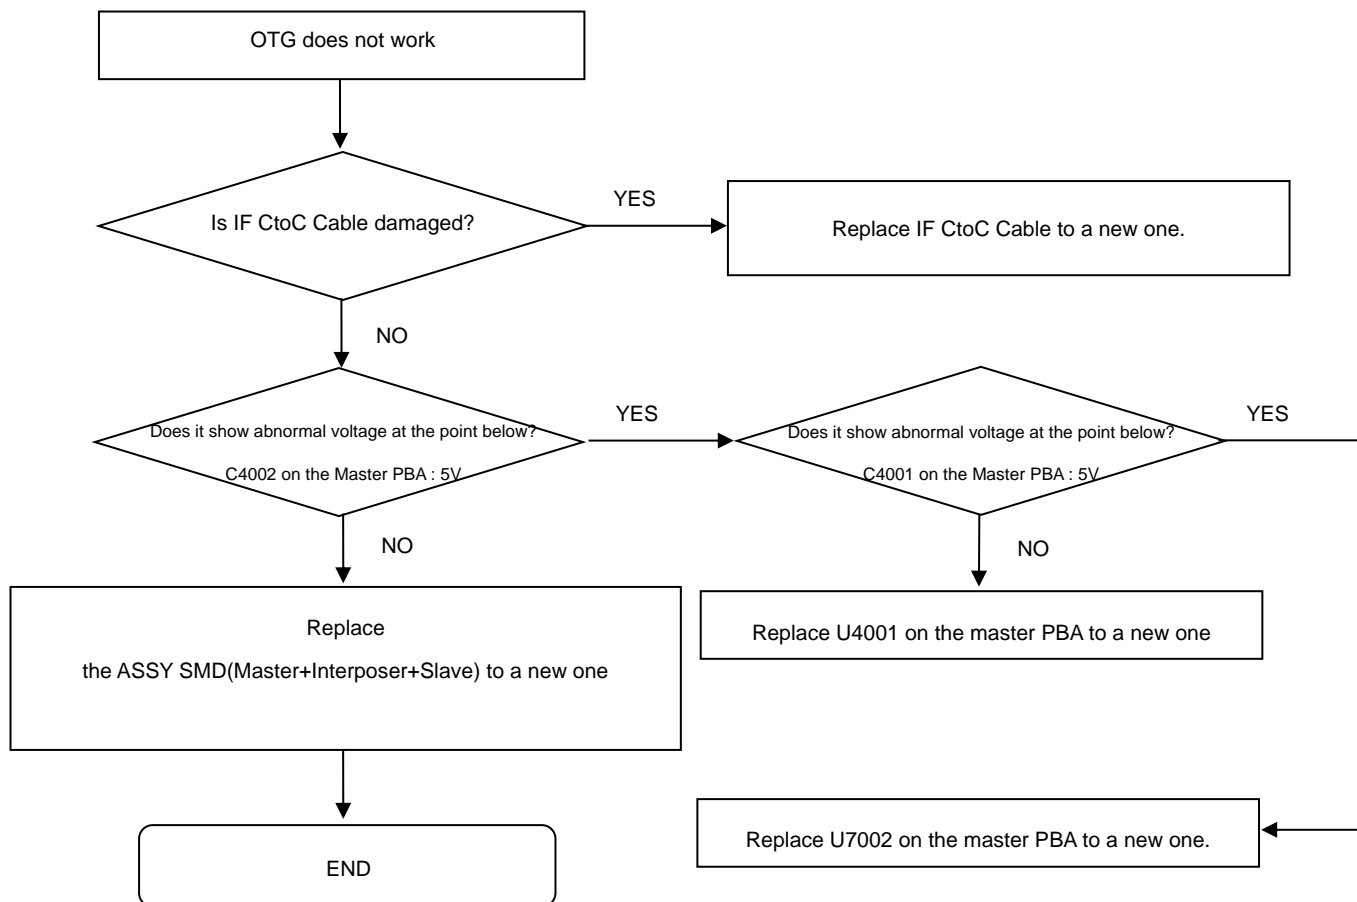 OTG does not work
Is IF CtoC Cable damaged?
YES
Replace IF CtoC Cable to a new one.
NO
Does it show abnormal voltage at the point below?
C4002 on the Master PBA : 5V
YES
Does it show abnormal voltage at the point below?
C4001 on the Master PBA : 5V
YES
NO
NO
Replace
the ASSY SMD(Master+Interposer+Slave) to a new one
Replace U4001 on the master PBA to a new one
Replace U7002 on the master PBA to a new one.
END